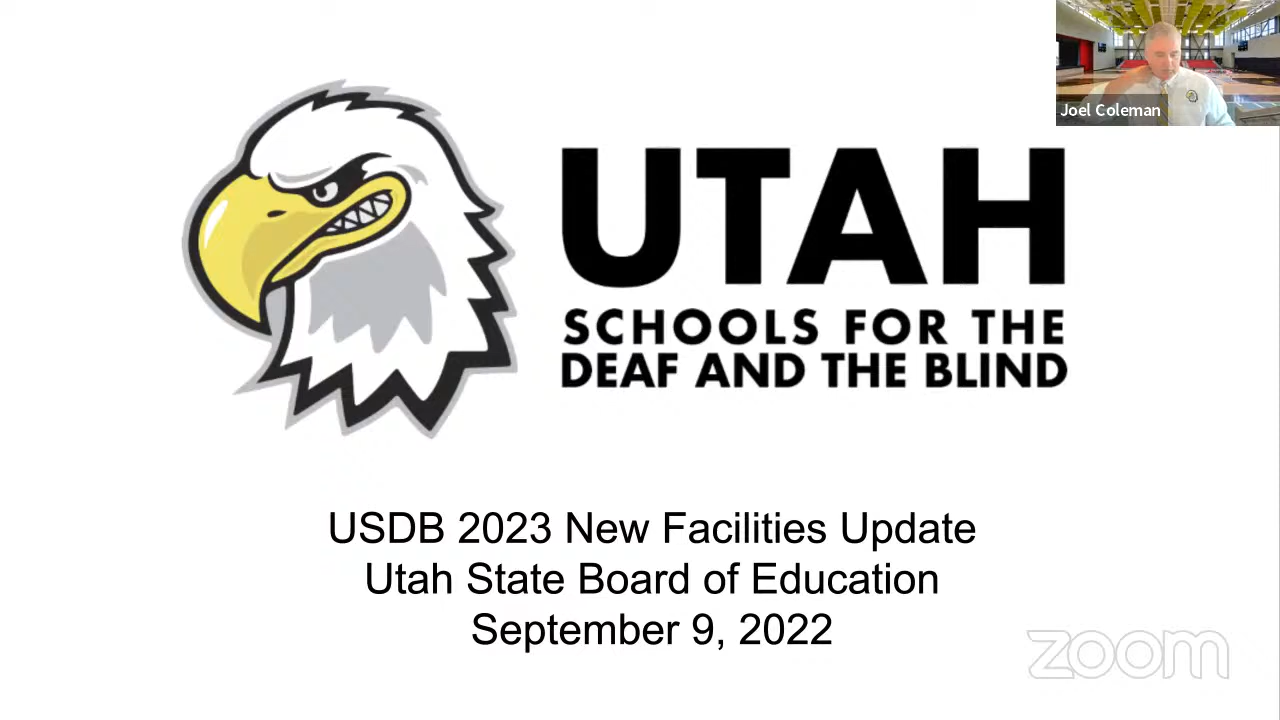 Joel Coleman
UTAH
SCHOOLS FOR THE
DEAF AND THE BLIND
USDB 2023 New Facilities Update
Utah State Board of Education
September 9, 2022
zoom